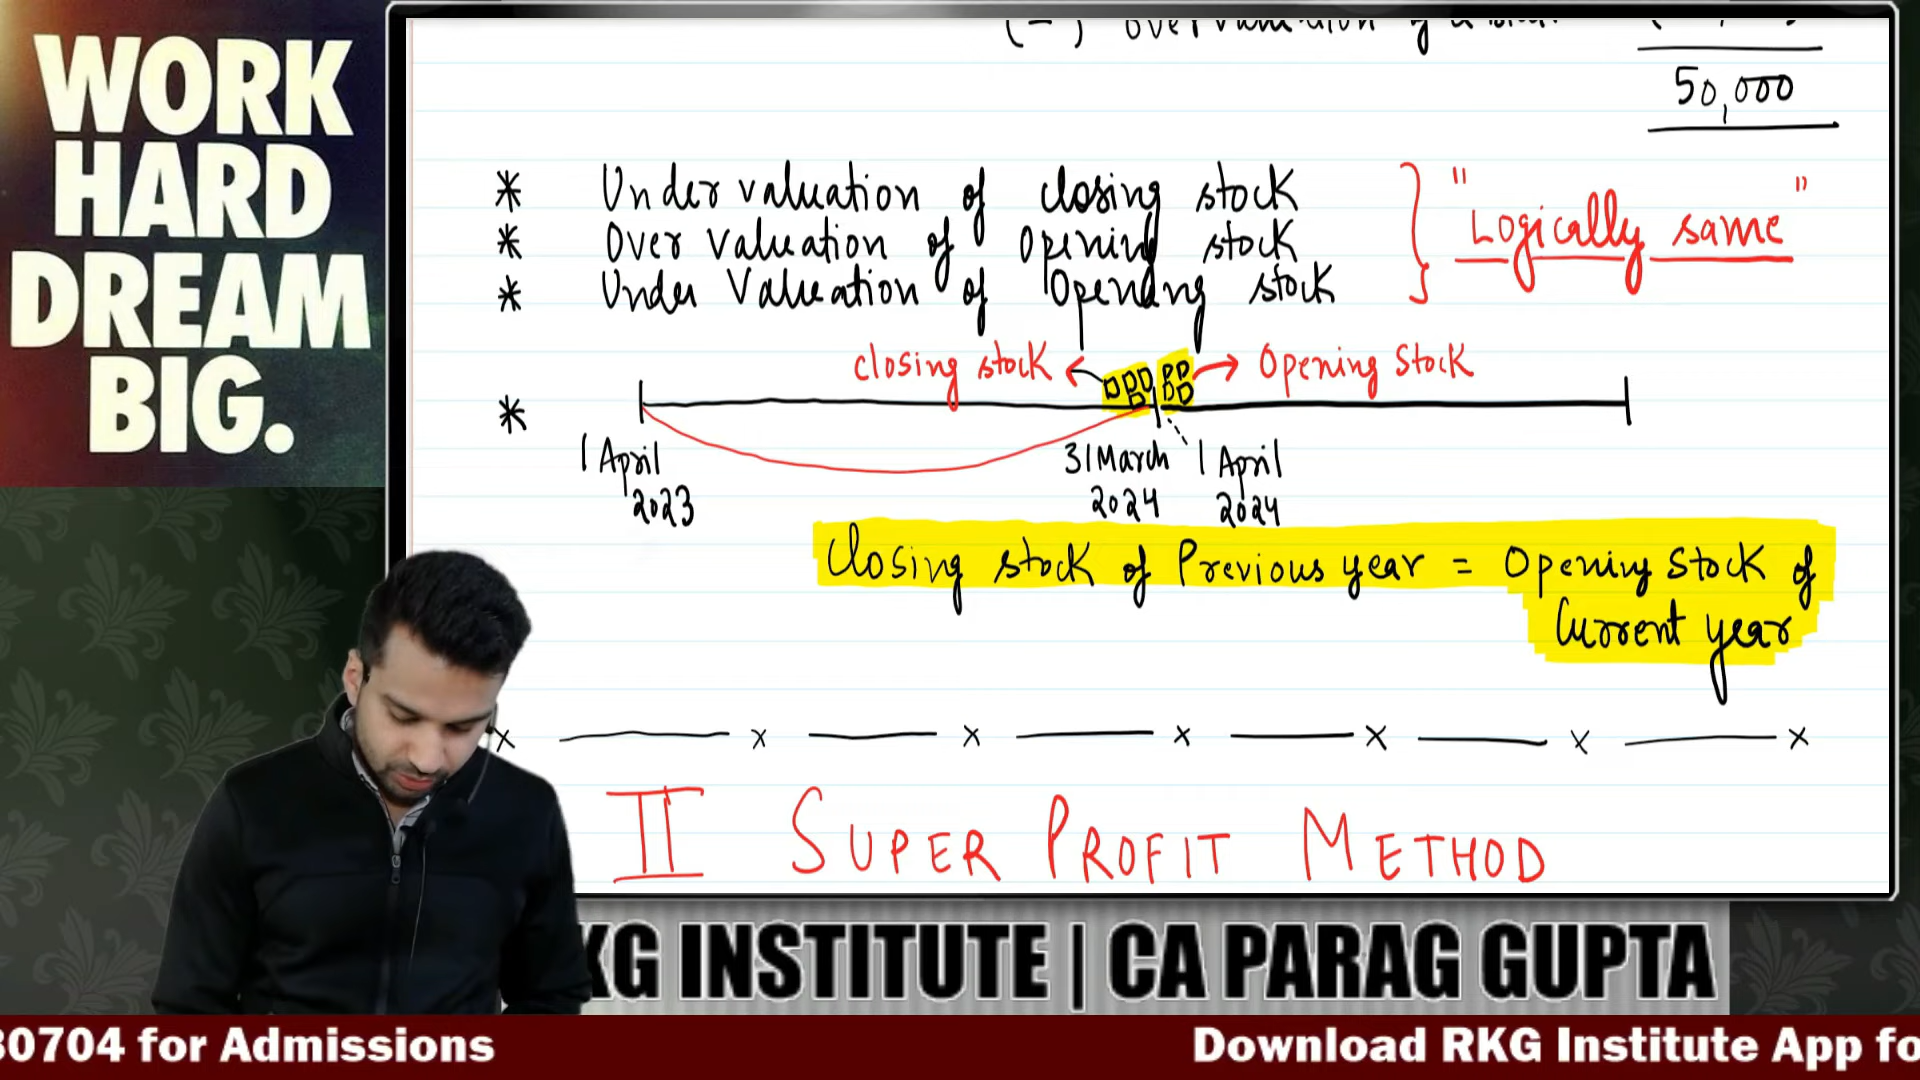 WORK
HARD
DREAM
BIG.
(-) Over valuation of
50,000
* Under valuation of closing stock
* Over Valuation of Opening stock
* Under Valuation of Opening stock
} "Logically same"
closing stock
Opening Stock
*
1 April 2023
31 March 2024
1 April 2024
Closing stock of Previous year = Opening Stock of
Current year
x x x x x x x
II SUPER PROFIT METHOD
KG INSTITUTE | CA PARAG GUPTA
30704 for Admissions
Download RKG Institute App fo